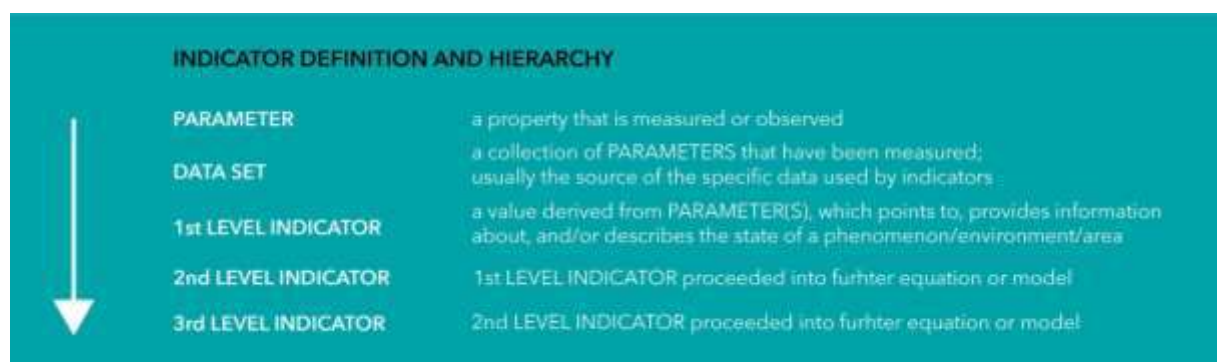 INDICATOR DEFINITION AND HIERARCHY
PARAMETER a property that is measured or observed
DATA SET a collection of PARAMETERS that have been measured;
usually the source of the specific data used by indicators
1st LEVEL INDICATOR a value derived from PARAMETER(S), which points to, provides information
about, and/or describes the state of a phenomenon/environment/area
2nd LEVEL INDICATOR 1st LEVEL INDICATOR proceeded into furhter equation or model
3rd LEVEL INDICATOR 2nd LEVEL INDICATOR proceeded into furhter equation or model